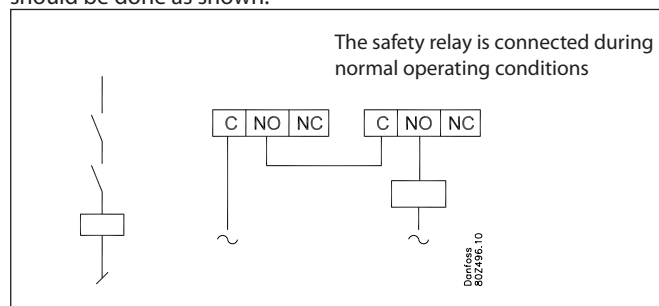 should be done as shown:
The safety relay is connected during
normal operating conditions
C NO NC C NO NC
Danfoss
80Z496.10